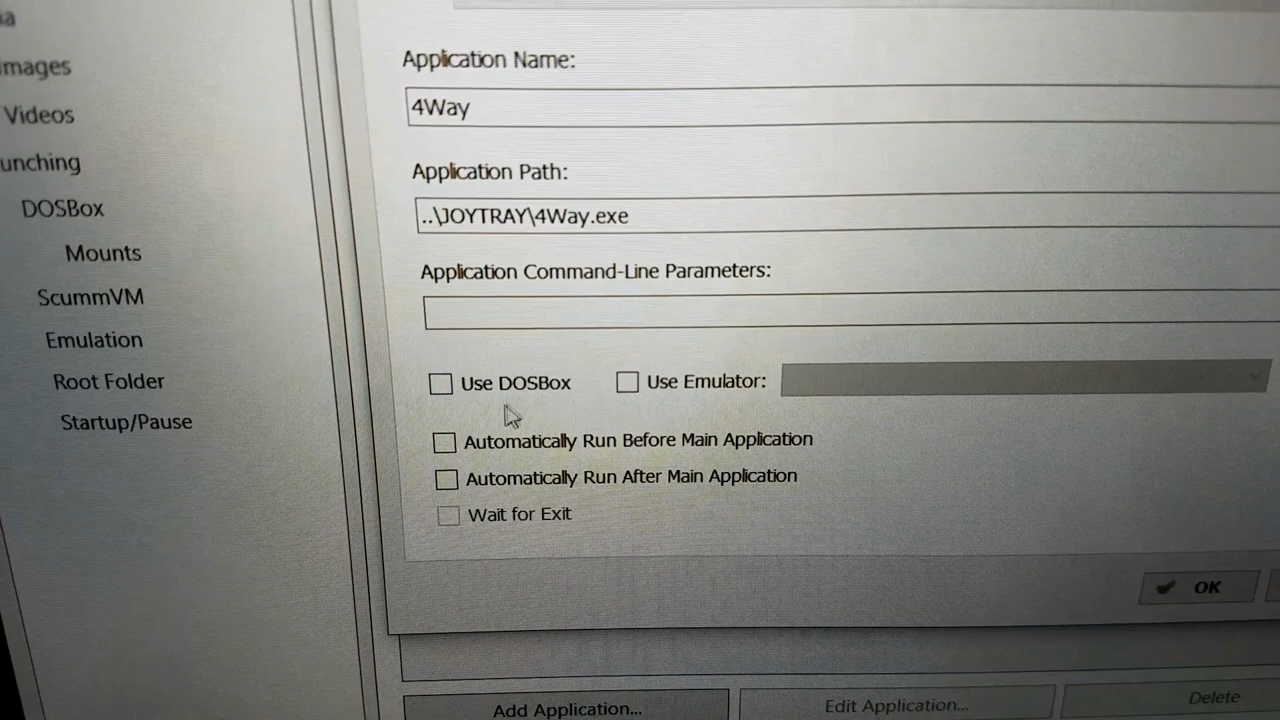 a
mages
Videos
unching
DOSBox
Mounts
ScummVM
Emulation
Root Folder
Startup/Pause
Application Name:
4Way
Application Path:
..\JOYTRAY\4Way.exe
Application Command-Line Parameters:
Use DOSBox
Use Emulator:
Automatically Run Before Main Application
Automatically Run After Main Application
Wait for Exit
OK
Add Application...
Edit Application...
Delete